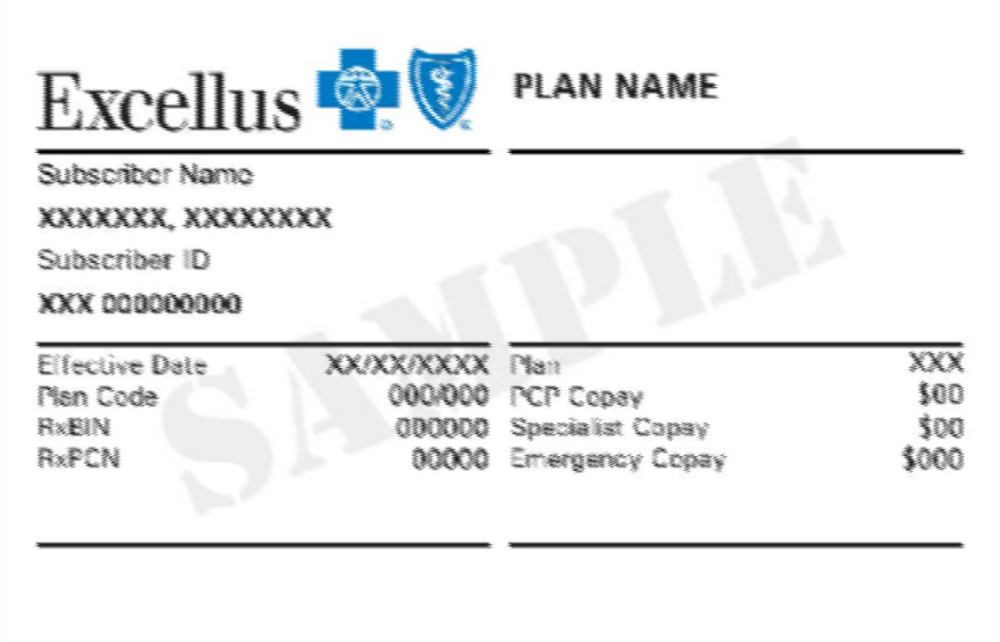 Excellus
PLAN NAME
Subscriber Name
XXXXXXX, XXXXXXXX
Subscriber ID
XXX 000000000
Effective Date XX/XX/XXXX
Plan Code 000/000
RxBIN 000000
RxPCN 00000
Plan XXX
PCP Copay $00
Specialist Copay $00
Emergency Copay $000
SAMPLE